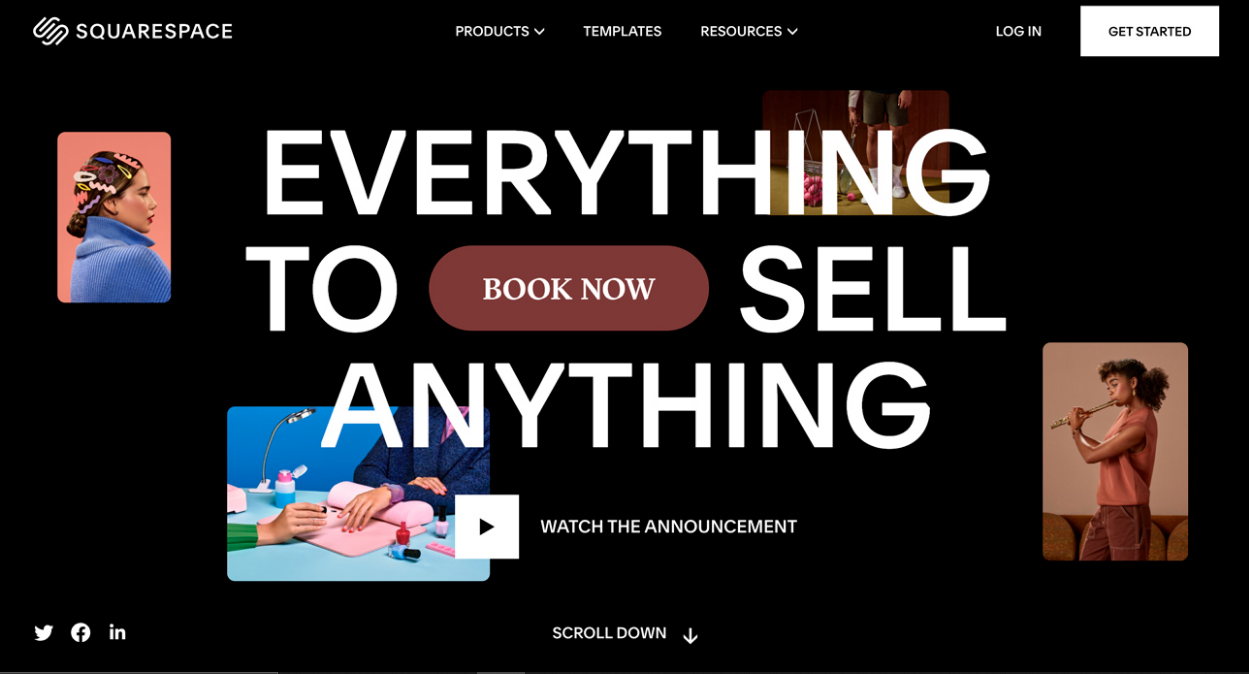 SQUARESPACE
PRODUCTS TEMPLATES RESOURCES LOG IN GET STARTED
EVERYTHING
TO BOOK NOW SELL
ANYTHING
WATCH THE ANNOUNCEMENT
in
SCROLL DOWN